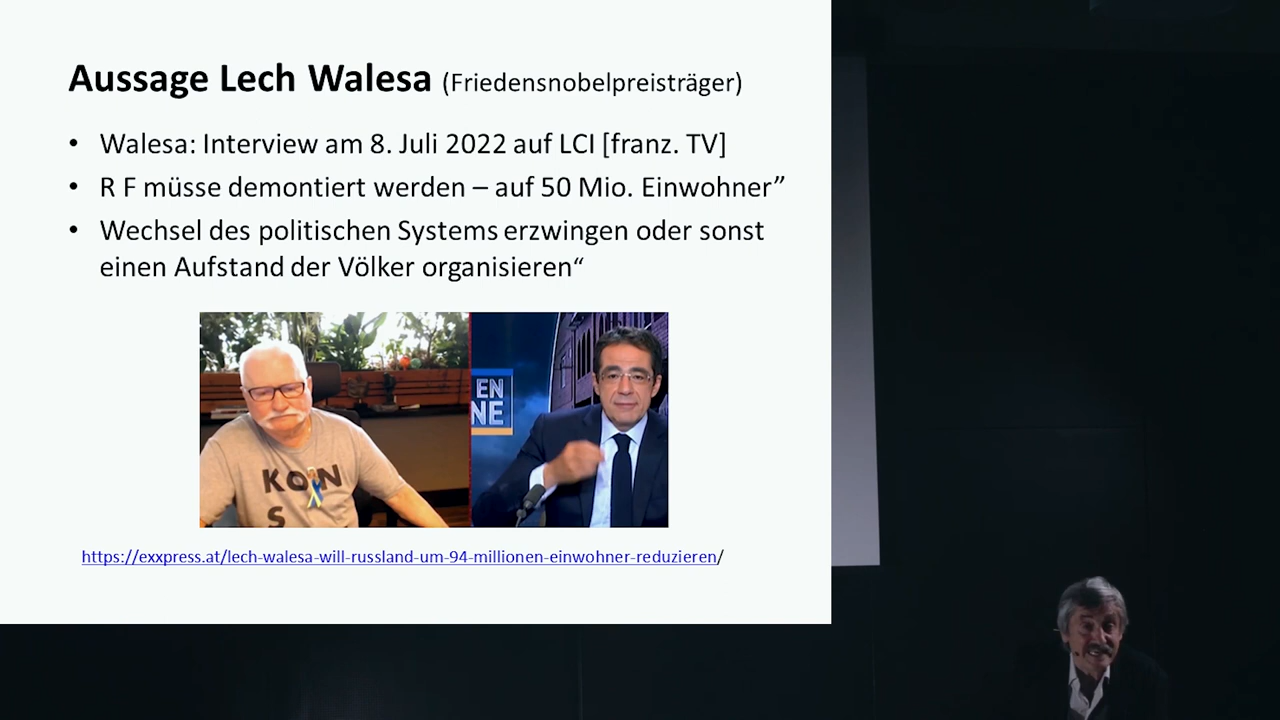 Aussage Lech Walesa (Friedensnobelpreisträger)
• Walesa: Interview am 8. Juli 2022 auf LCI [franz. TV]
• R F müsse demontiert werden – auf 50 Mio. Einwohner”
• Wechsel des politischen Systems erzwingen oder sonst
einen Aufstand der Völker organisieren“
KON
S
EN
NE
https://exxpress.at/lech-walesa-will-russland-um-94-millionen-einwohner-reduzieren/